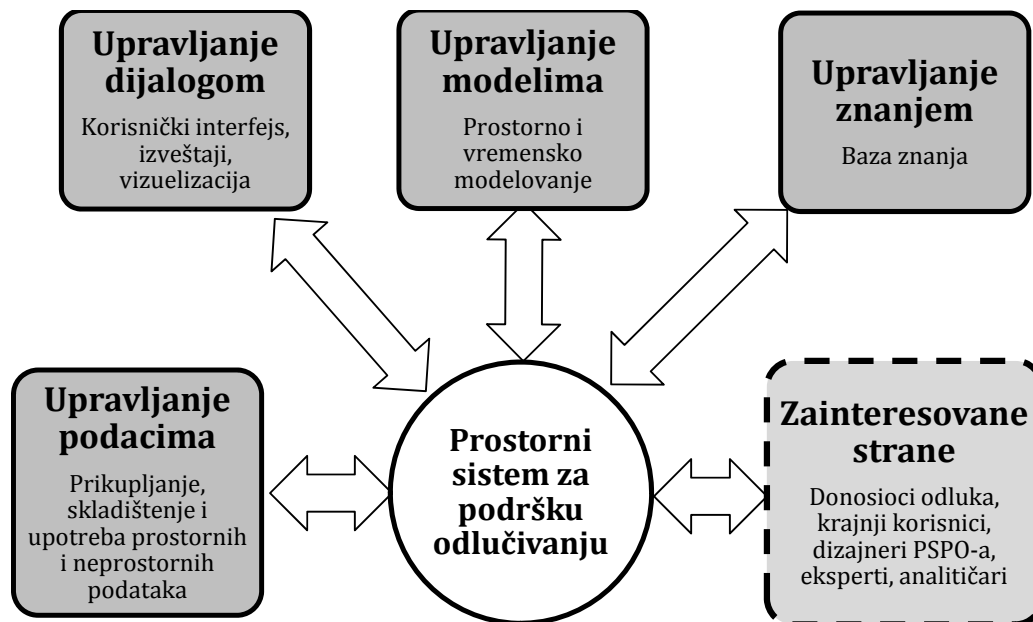 Upravljanje
dijalogom
Korisnički interfejs,
izveštaji,
vizuelizacija
Upravljanje
modelima
Prostorno i
vremensko
modelovanje
Upravljanje
znanjem
Baza znanja
Upravljanje
podacima
Prikupljanje,
skladištenje i
upotreba prostornih
i neprostornih
podataka
Prostorni
sistem za
podršku
odlučivanju
Zainteresovane
strane
Donosioci odluka,
krajnji korisnici,
dizajneri PSPO-a,
eksperti, analitičari